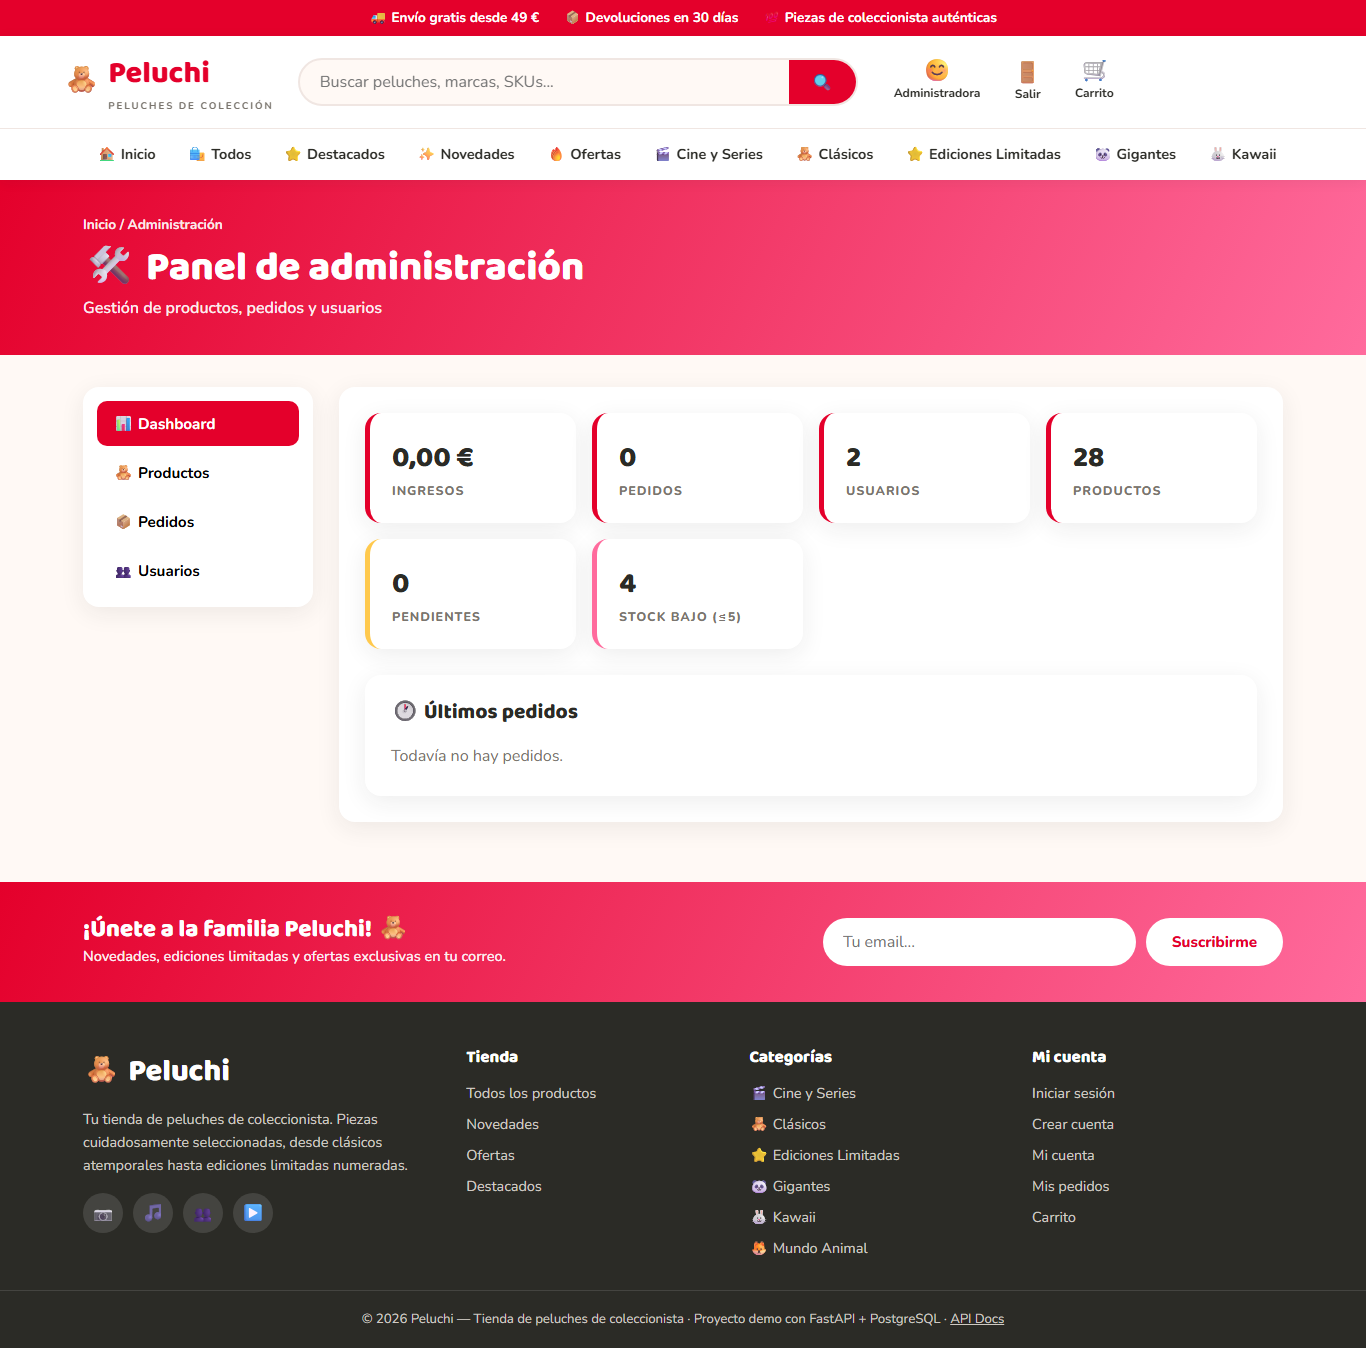 Envío gratis desde 49 €
Devoluciones en 30 días
Piezas de coleccionista auténticas
Peluchi
PELUCHES DE COLECCIÓN
Buscar peluches, marcas, SKUs...
Administradora
Salir
Carrito
Inicio
Todos
Destacados
Novedades
Ofertas
Cine y Series
Clásicos
Ediciones Limitadas
Gigantes
Kawaii
Inicio / Administración
Panel de administración
Gestión de productos, pedidos y usuarios
Dashboard
Productos
Pedidos
Usuarios
0,00 €
INGRESOS
0
PEDIDOS
2
USUARIOS
28
PRODUCTOS
0
PENDIENTES
4
STOCK BAJO (≤5)
Últimos pedidos
Todavía no hay pedidos.
¡Únete a la familia Peluchi!
Novedades, ediciones limitadas y ofertas exclusivas en tu correo.
Tu email...
Suscribirme
Peluchi
Tu tienda de peluches de coleccionista. Piezas
cuidadosamente seleccionadas, desde clásicos
atemporales hasta ediciones limitadas numeradas.
Tienda
Todos los productos
Novedades
Ofertas
Destacados
Categorías
Cine y Series
Clásicos
Ediciones Limitadas
Gigantes
Kawaii
Mundo Animal
Mi cuenta
Iniciar sesión
Crear cuenta
Mi cuenta
Mis pedidos
Carrito
© 2026 Peluchi — Tienda de peluches de coleccionista · Proyecto demo con FastAPI + PostgreSQL · API Docs